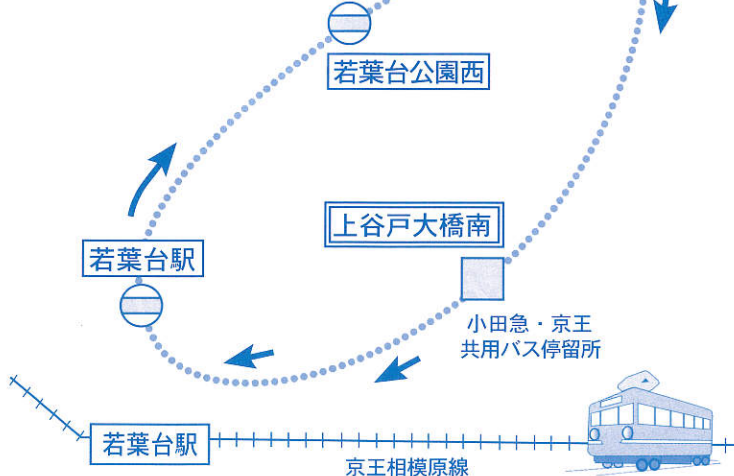 若葉台公園西
上谷戸大橋南
若葉台駅
小田急・京王
共用バス停留所
若葉台駅
京王相模原線